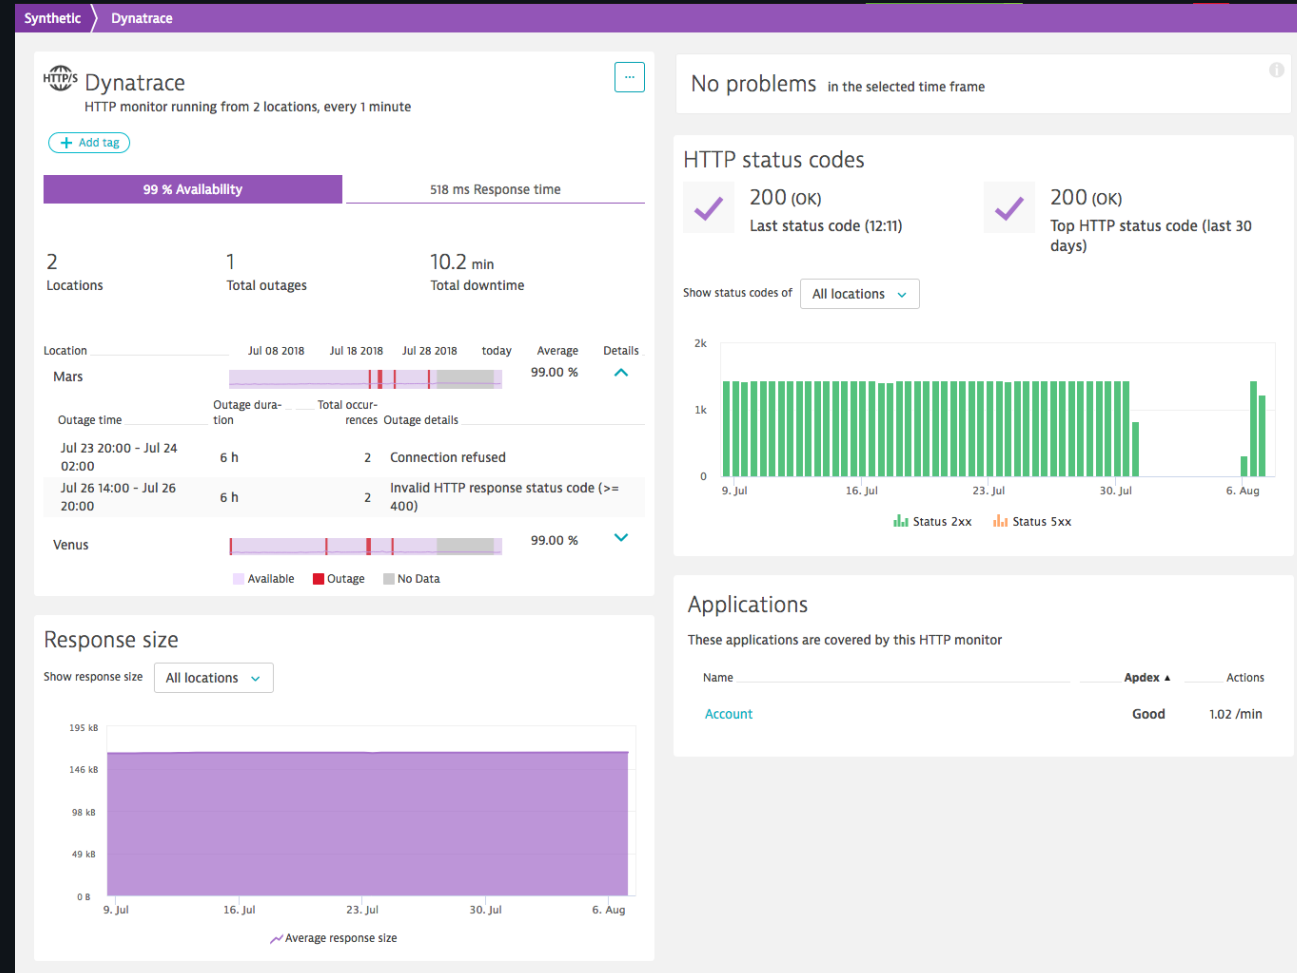 Synthetic
Dynatrace
HTTP/S
Dynatrace
...
HTTP monitor running from 2 locations, every 1 minute
+ Add tag
99 % Availability
518 ms Response time
2
Locations
1
Total outages
10.2 min
Total downtime
Location
Jul 08 2018
Jul 18 2018
Jul 28 2018
today
Average
Details
Mars
99.00 %
Outage time
Outage dura-
tion
Total occur-
rences
Outage details
Jul 23 20:00 - Jul 24
02:00
6 h
2
Connection refused
Jul 26 14:00 - Jul 26
20:00
6 h
2
Invalid HTTP response status code (>=
400)
Venus
99.00 %
Available
Outage
No Data
Response size
Show response size
All locations
195 kB
146 kB
98 kB
49 kB
0 B
9. Jul
16. Jul
23. Jul
30. Jul
6. Aug
Average response size
No problems in the selected time frame
HTTP status codes
200 (OK)
Last status code (12:11)
200 (OK)
Top HTTP status code (last 30
days)
Show status codes of
All locations
2k
1k
0
9. Jul
16. Jul
23. Jul
30. Jul
6. Aug
Status 2xx
Status 5xx
Applications
These applications are covered by this HTTP monitor
Name
Apdex ▲
Actions
Account
Good
1.02 /min